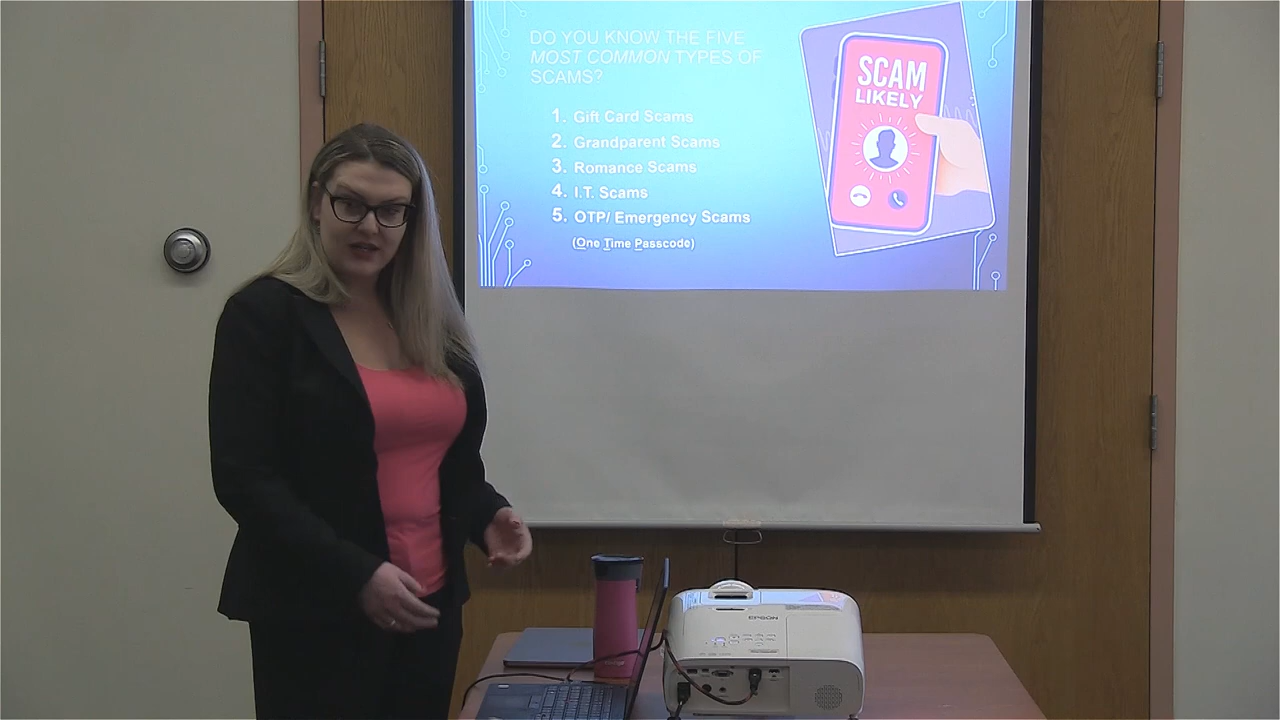 DO YOU KNOW THE FIVE
MOST COMMON TYPES OF
SCAMS?
1. Gift Card Scams
2. Grandparent Scams
3. Romance Scams
4. I.T. Scams
5. OTP/ Emergency Scams
(One Time Passcode)
SCAM
LIKELY
EPSON